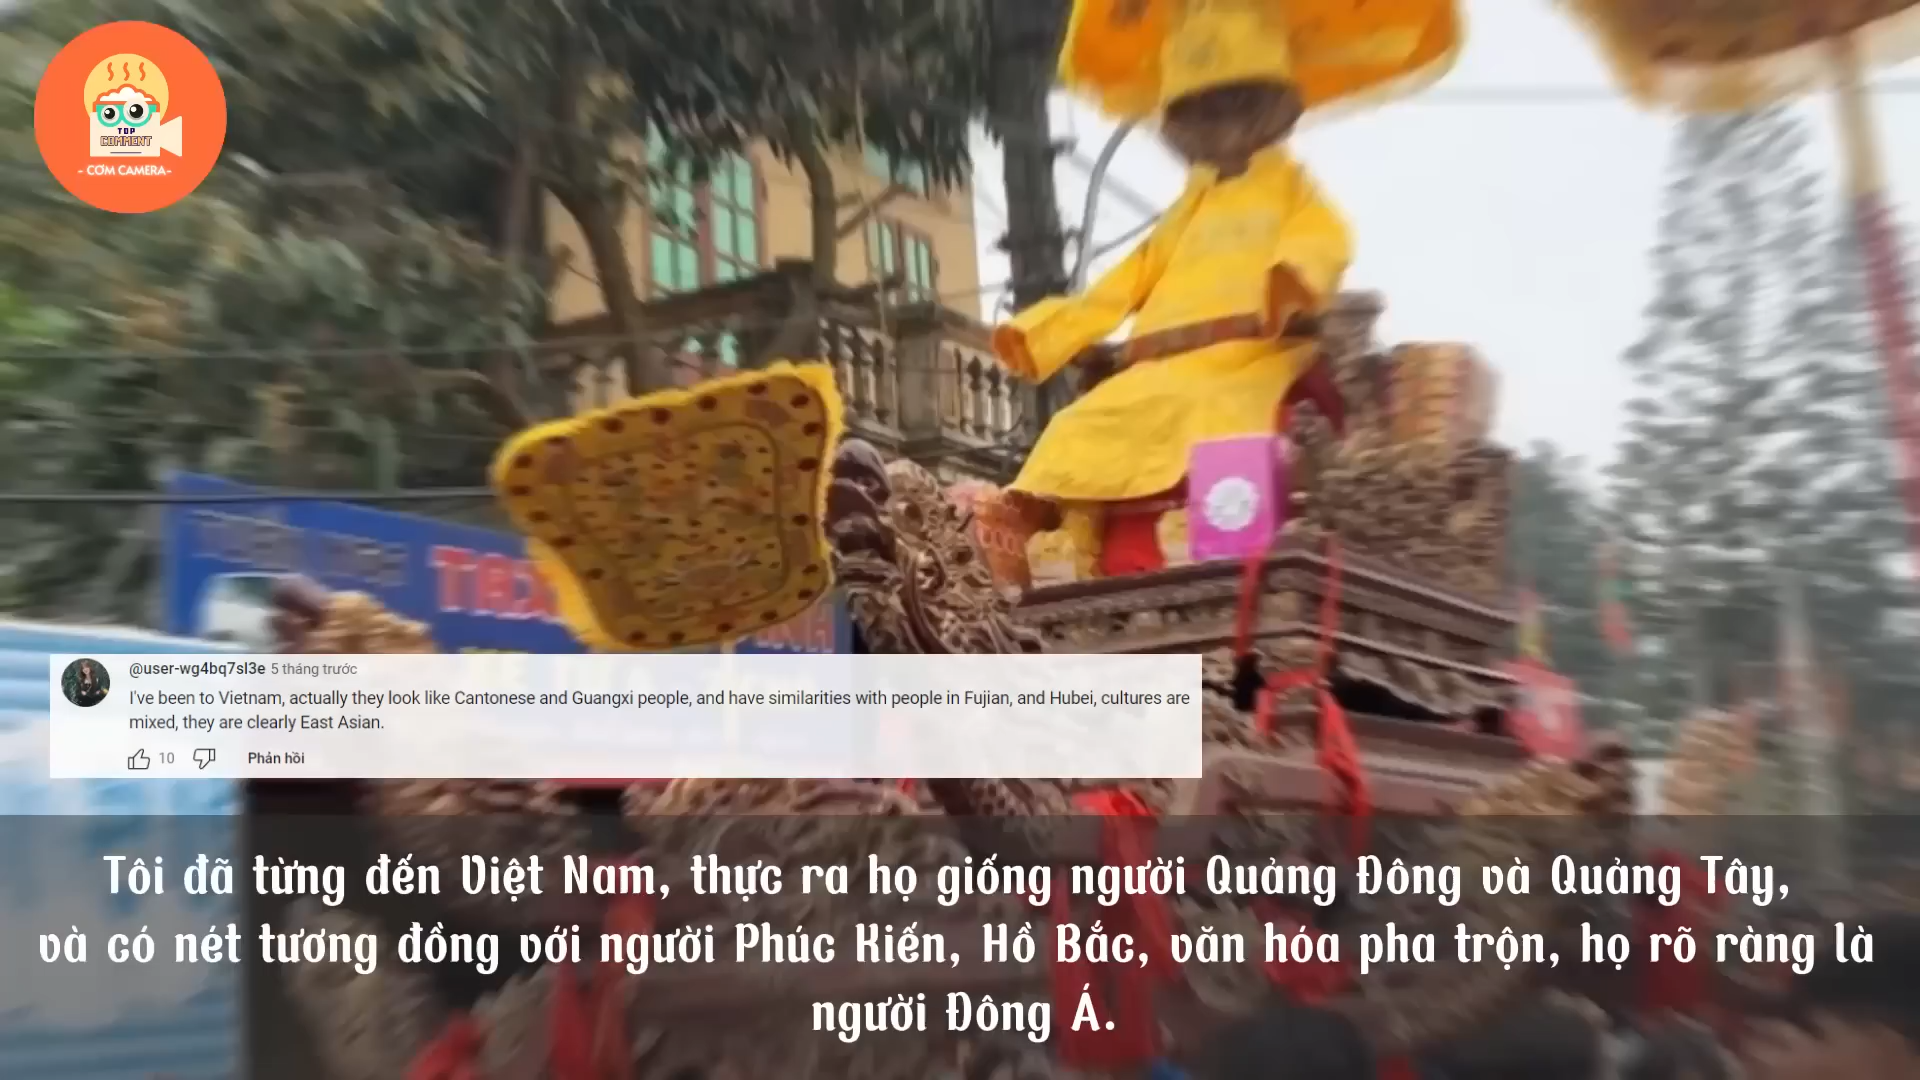 TOP
COMMENT
- CƠM CAMERA-
@user-wg4bq7sl3e 5 tháng trước
I've been to Vietnam, actually they look like Cantonese and Guangxi people, and have similarities with people in Fujian, and Hubei, cultures are
mixed, they are clearly East Asian.
10 Phản hồi
Tôi đã từng đến Việt Nam, thực ra họ giống người Quảng Đông và Quảng Tây,
và có nét tương đồng với người Phúc Kiến, Hồ Bắc, văn hóa pha trộn, họ rõ ràng là
người Đông Á.